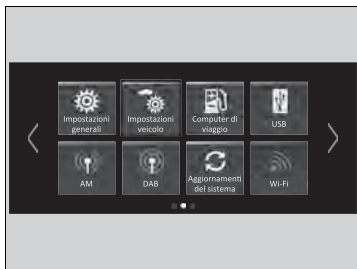 Impostazioni
generali
Impostazioni
veicolo
Computer di
viaggio
USB
AM
DAB
Aggiornamenti
del sistema
Wi-Fi